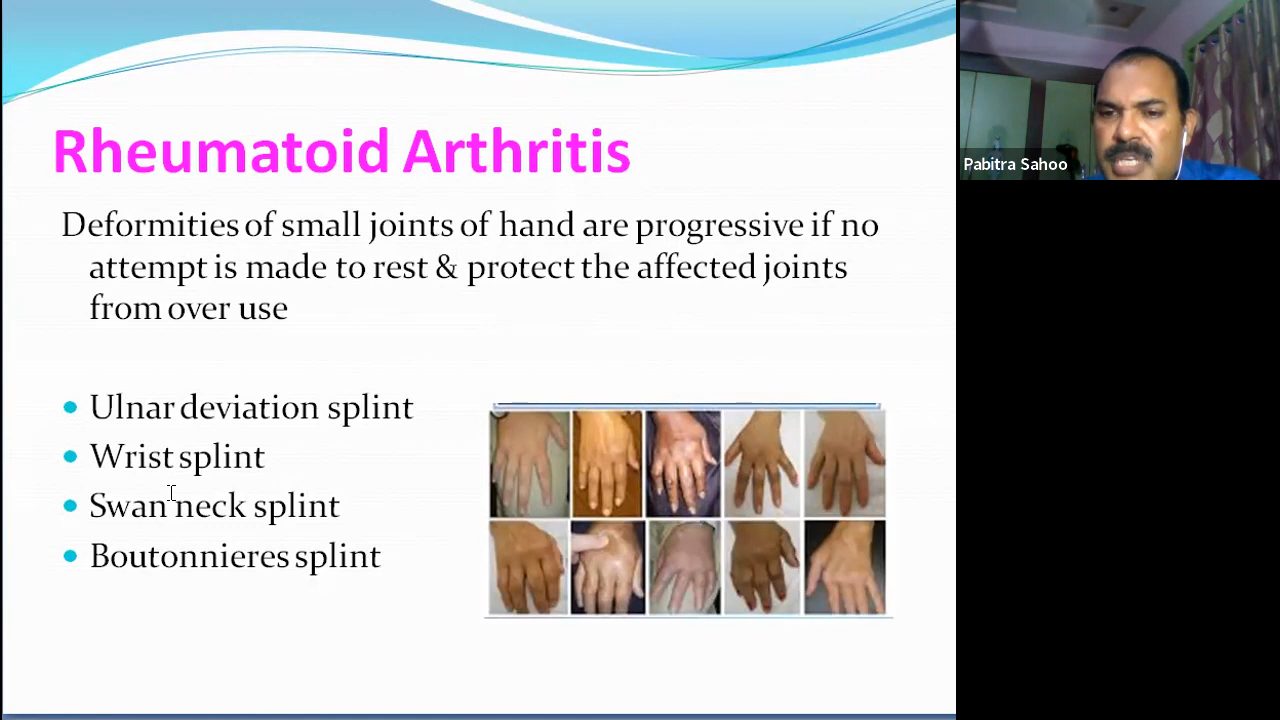 Rheumatoid Arthritis
Deformities of small joints of hand are progressive if no
attempt is made to rest & protect the affected joints
from over use
Ulnar deviation splint
Wrist splint
Swan neck splint
Boutonnieres splint
Pabitra Sahoo